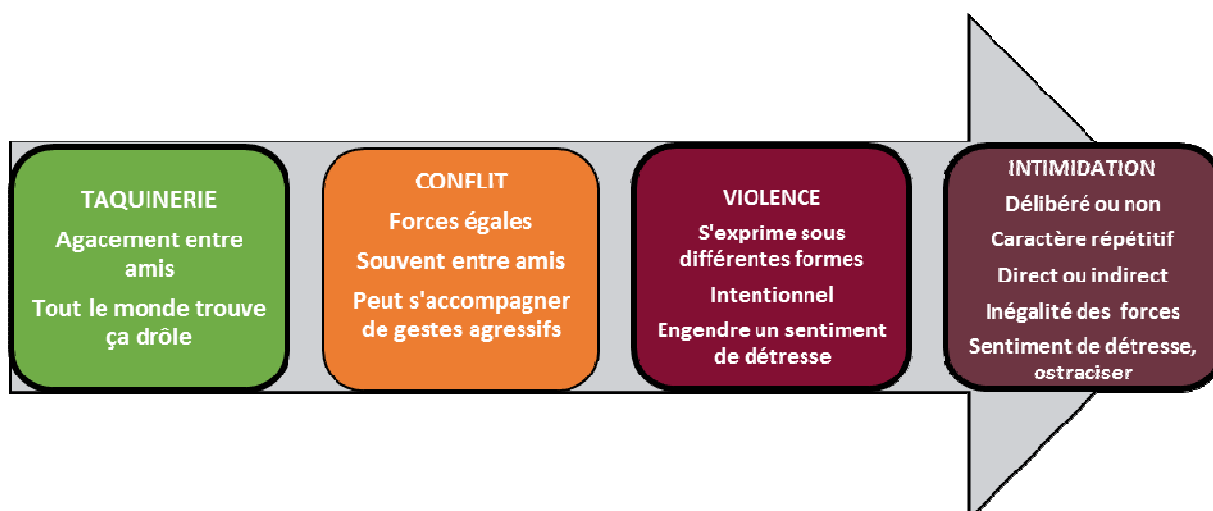 TAQUINERIE
Agacement entre
amis
Tout le monde trouve
ça drôle
CONFLIT
Forces égales
Souvent entre amis
Peut s'accompagner
de gestes agressifs
VIOLENCE
S'exprime sous
différentes formes
Intentionnel
Engendre un sentiment
de détresse
INTIMIDATION
Délibéré ou non
Caractère répétitif
Direct ou indirect
Inégalité des forces
Sentiment de détresse,
ostraciser